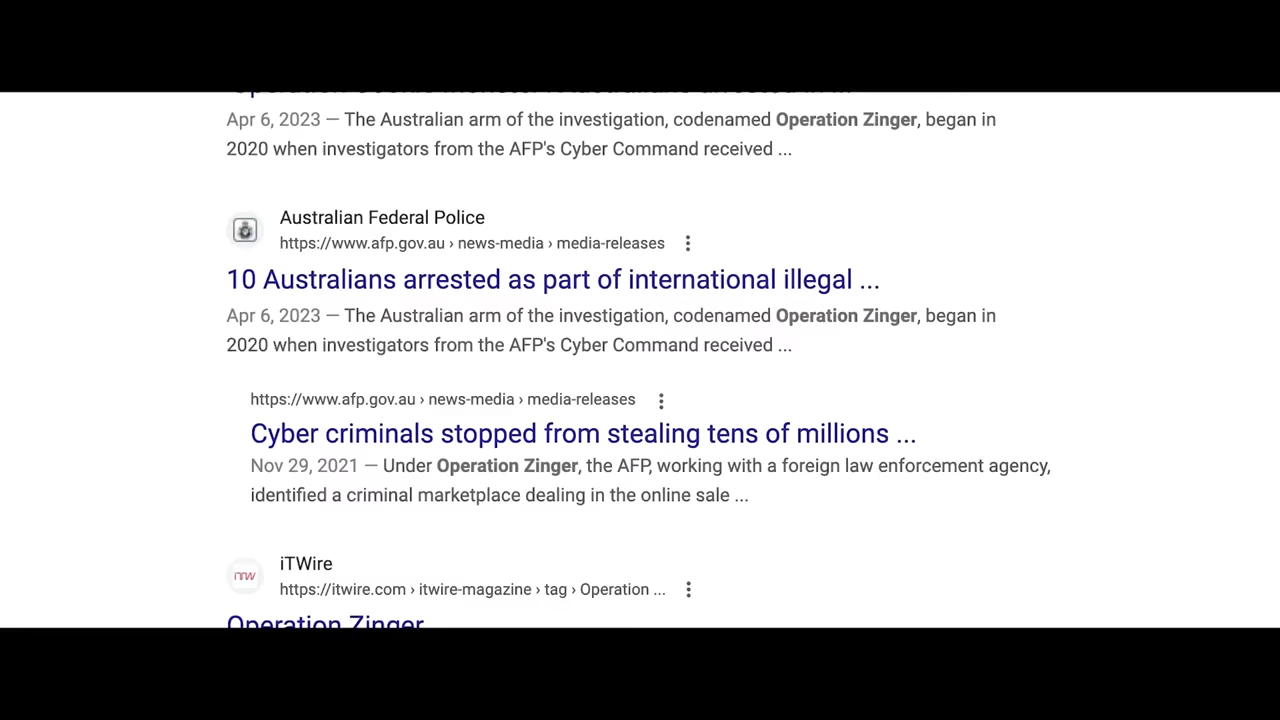 Apr 6, 2023 — The Australian arm of the investigation, codenamed Operation Zinger, began in
2020 when investigators from the AFP's Cyber Command received ...
Australian Federal Police
https://www.afp.gov.au › news-media › media-releases
10 Australians arrested as part of international illegal ...
Apr 6, 2023 — The Australian arm of the investigation, codenamed Operation Zinger, began in
2020 when investigators from the AFP's Cyber Command received ...
https://www.afp.gov.au › news-media › media-releases
Cyber criminals stopped from stealing tens of millions ...
Nov 29, 2021 — Under Operation Zinger, the AFP, working with a foreign law enforcement agency,
identified a criminal marketplace dealing in the online sale ...
iTWire
https://itwire.com › itwire-magazine › tag › Operation ...
Operation Zinger